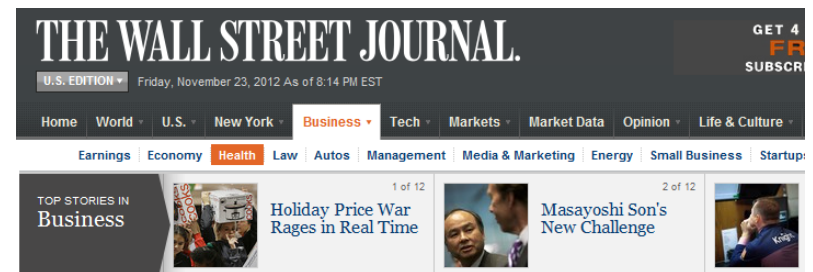 THE WALL STREET JOURNAL.
GET 4
FR
SUBSCRI
U.S. EDITION
Friday, November 23, 2012 As of 8:14 PM EST
Home World U.S. New York Business Tech Markets Market Data Opinion Life & Culture
Earnings Economy Health Law Autos Management Media & Marketing Energy Small Business Startups
TOP STORIES IN
Business
1 of 12
Holiday Price War
Rages in Real Time
2 of 12
Masayoshi Son's
New Challenge
Knight